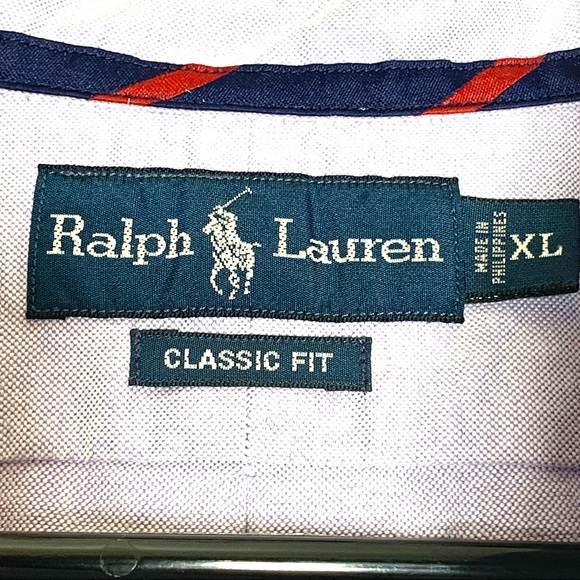 Ralph Lauren
MADE IN
PHILIPPINES
XL
CLASSIC FIT